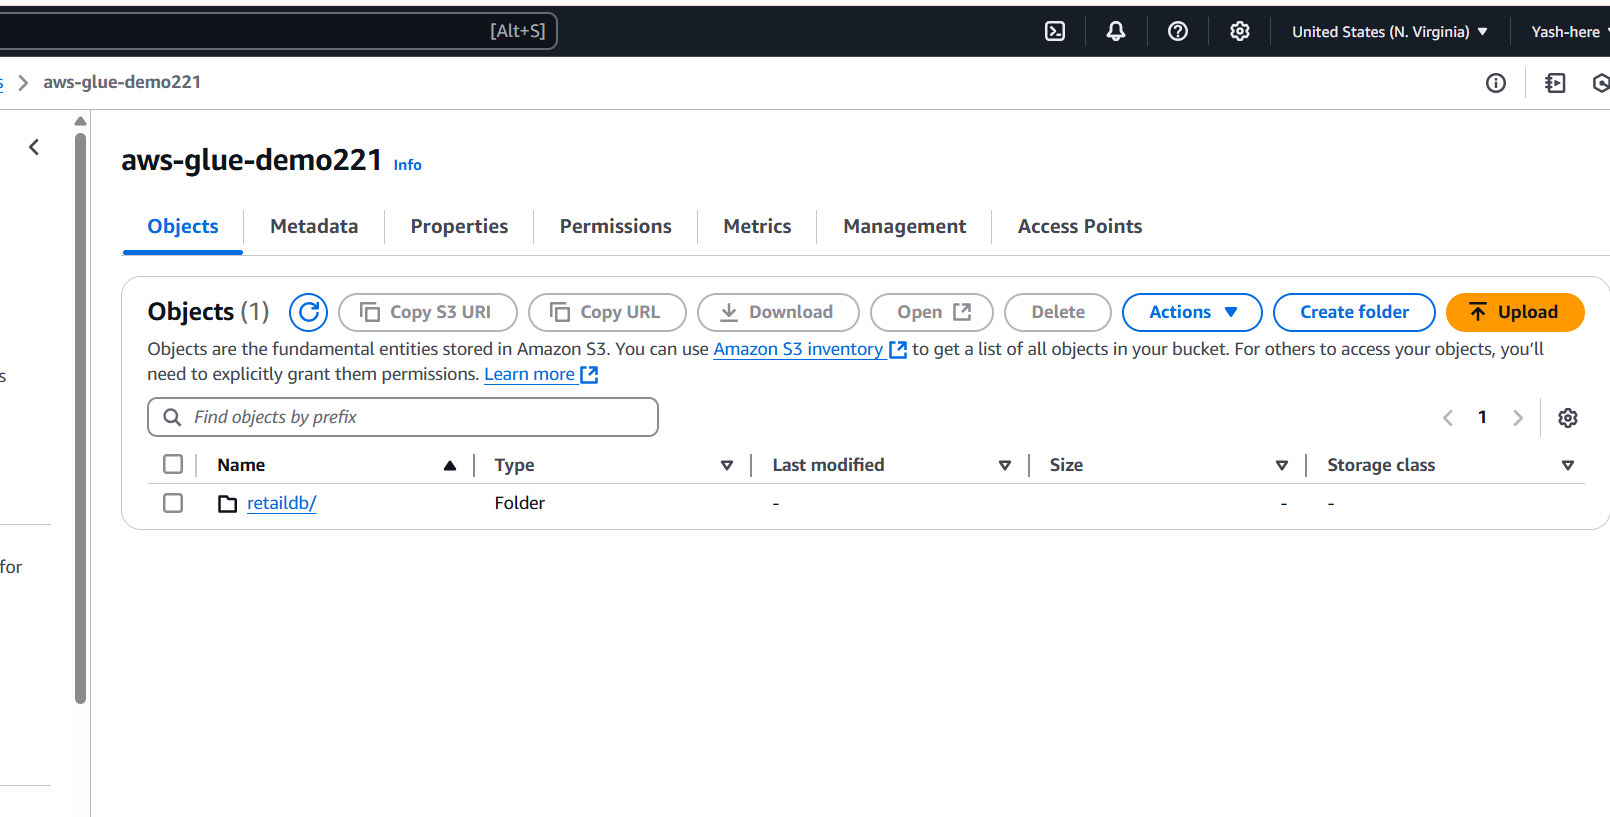 [Alt+S]
United States (N. Virginia)
Yash-here
s
aws-glue-demo221
aws-glue-demo221 Info
Objects
Metadata
Properties
Permissions
Metrics
Management
Access Points
Objects (1)
Copy S3 URI
Copy URL
Download
Open
Delete
Actions
Create folder
Upload
Objects are the fundamental entities stored in Amazon S3. You can use Amazon S3 inventory to get a list of all objects in your bucket. For others to access your objects, you’ll
need to explicitly grant them permissions. Learn more
s
Find objects by prefix
1
Name Type Last modified Size Storage class
retaildb/ Folder - - -
for